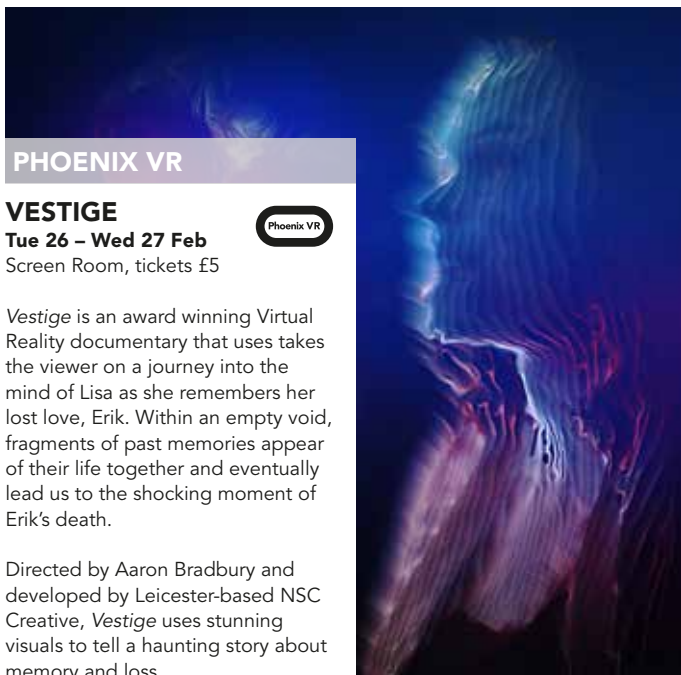 PHOENIX VR
VESTIGE
Tue 26 – Wed 27 Feb
Screen Room, tickets £5
Phoenix VR
Vestige is an award winning Virtual
Reality documentary that uses takes
the viewer on a journey into the
mind of Lisa as she remembers her
lost love, Erik. Within an empty void,
fragments of past memories appear
of their life together and eventually
lead us to the shocking moment of
Erik’s death.
Directed by Aaron Bradbury and
developed by Leicester-based NSC
Creative, Vestige uses stunning
visuals to tell a haunting story about
memory and loss